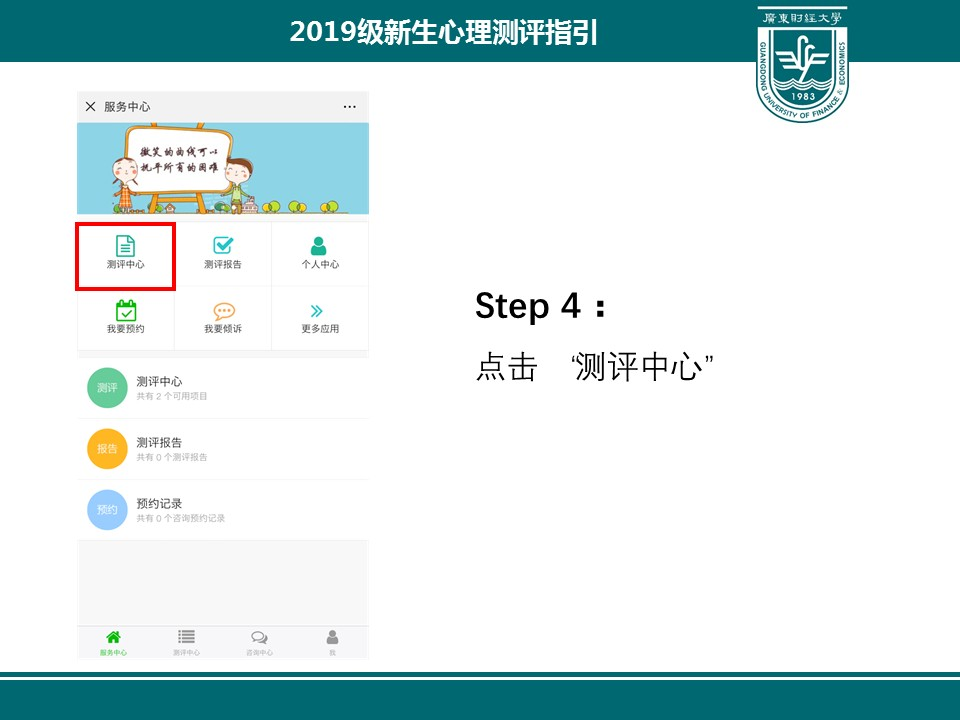 2019级新生心理测评指引
廣東财经大學
GUANGDONG UNIVERSITY OF FINANCE & ECONOMICS
1983
服务中心
微笑的曲线可以
把平所有的困难
测评中心
测评报告
个人中心
我要预约
我要倾诉
更多应用
测评
测评中心
共有 2 个可用项目
报告
测评报告
共有 0 个测评报告
预约
预约记录
共有 0 个咨询预约记录
服务中心
测评中心
咨询中心
我
Step 4：
点击 “测评中心”